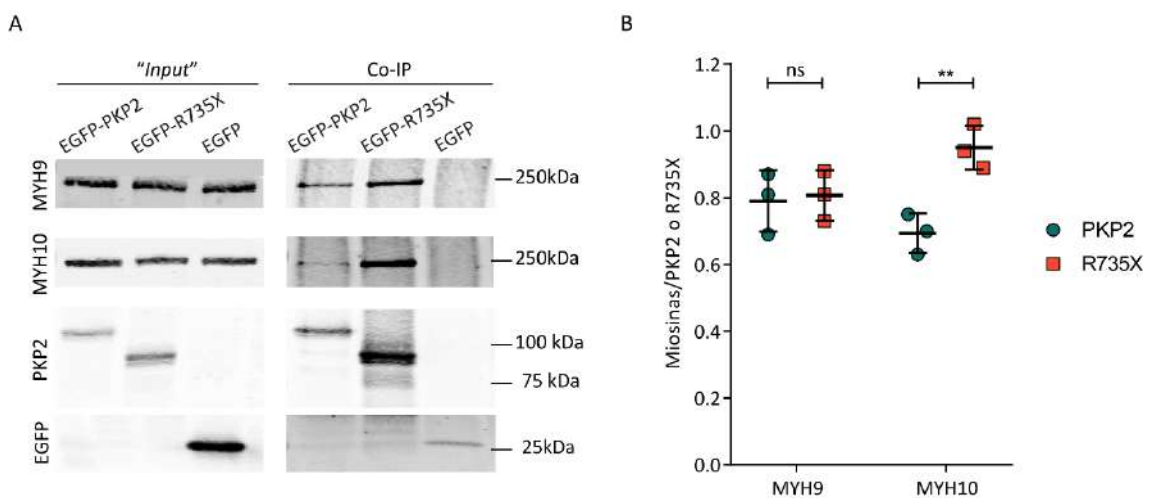 A
"Input"
Co-IP
EGFP-PKP2
EGFP-R735X
EGFP
EGFP-PKP2
EGFP-R735X
EGFP
MYH9
250kDa
MYH10
250kDa
PKP2
100 kDa
75 kDa
EGFP
25kDa
B
Miosinas/PKP2 o R735X
1.2
1.0
0.8
0.6
0.4
0.2
0.0
ns
**
MYH9
MYH10
PKP2
R735X